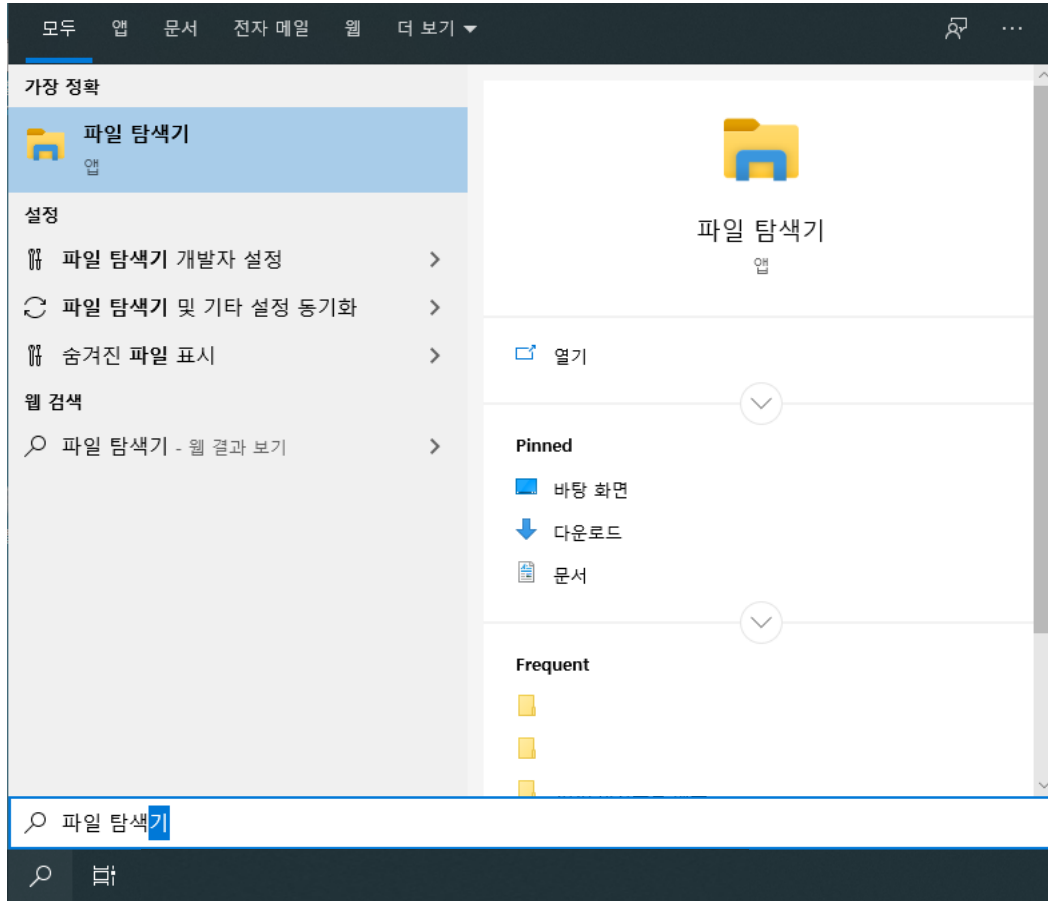 모두 앱 문서 전자 메일 웹 더 보기
가장 정확
파일 탐색기
앱
설정
파일 탐색기 개발자 설정
파일 탐색기 및 기타 설정 동기화
숨겨진 파일 표시
웹 검색
파일 탐색기 - 웹 결과 보기
파일 탐색기
앱
열기
Pinned
바탕 화면
다운로드
문서
Frequent
파일 탐색기